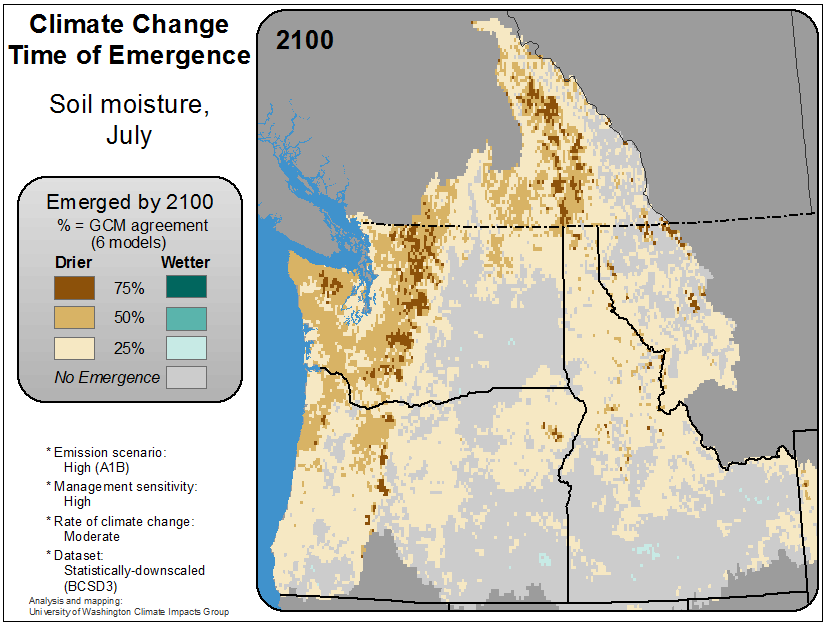 Climate Change
Time of Emergence
Soil moisture,
July
Emerged by 2100
% = GCM agreement
(6 models)
Drier Wetter
75%
50%
25%
No Emergence
* Emission scenario:
High (A1B)
* Management sensitivity:
High
* Rate of climate change:
Moderate
* Dataset:
Statistically-downscaled
(BCSD3)
Analysis and mapping:
University of Washington Climate Impacts Group
2100